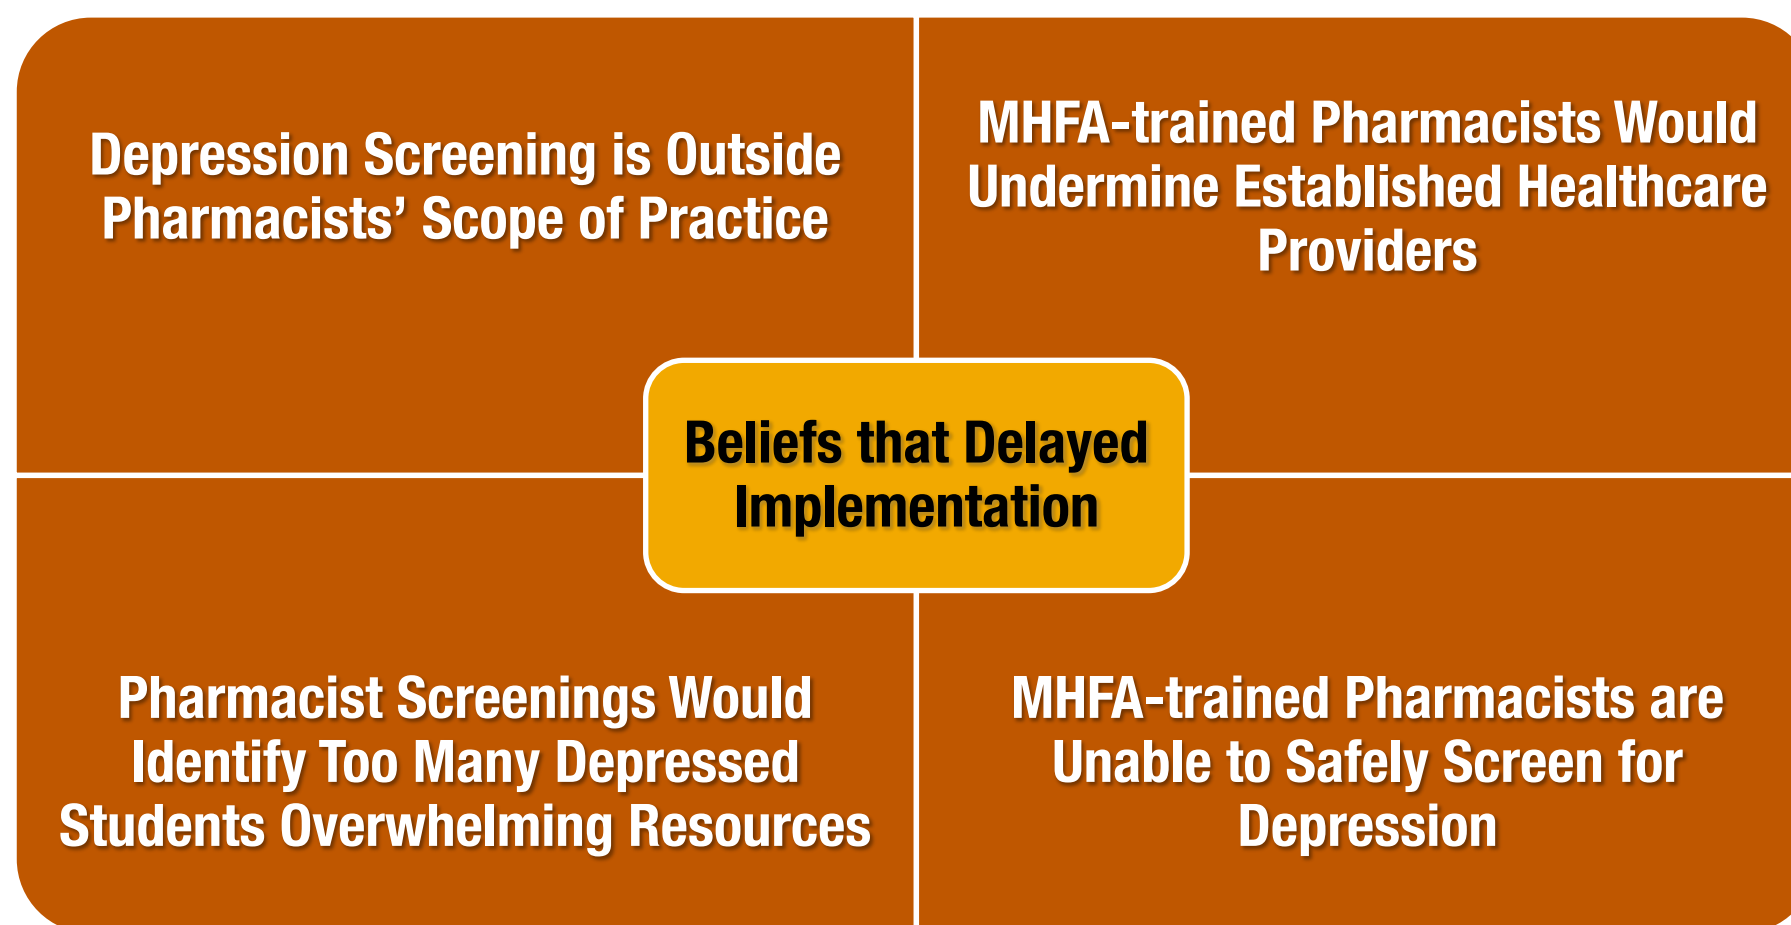 Depression Screening is Outside
Pharmacists’ Scope of Practice
MHFA-trained Pharmacists Would
Undermine Established Healthcare
Providers
Beliefs that Delayed
Implementation
Pharmacist Screenings Would
Identify Too Many Depressed
Students Overwhelming Resources
MHFA-trained Pharmacists are
Unable to Safely Screen for
Depression